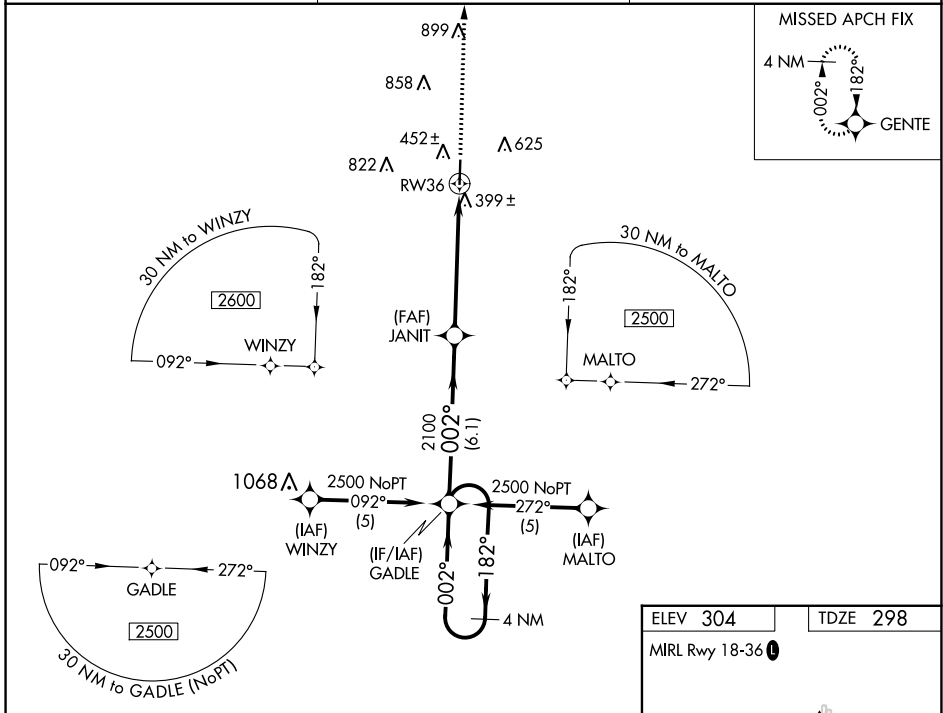 MISSED APCH FIX
4 NM
002°
182°
GENTE
899
858
452 ±
625
822
RW36
399 ±
30 NM to WINZY
182°
2600
WINZY
092°
30 NM to MALTO
182°
2500
MALTO
272°
(FAF)
JANIT
2100
002°
(6.1)
1068
2500 NoPT
092°
(5)
2500 NoPT
272°
(5)
(IAF)
WINZY
(IF/IAF)
GADLE
(IAF)
MALTO
002°
182°
4 NM
092°
272°
GADLE
2500
30 NM to GADLE (NoPT)
ELEV 304
TDZE 298
MIRL Rwy 18-36 L